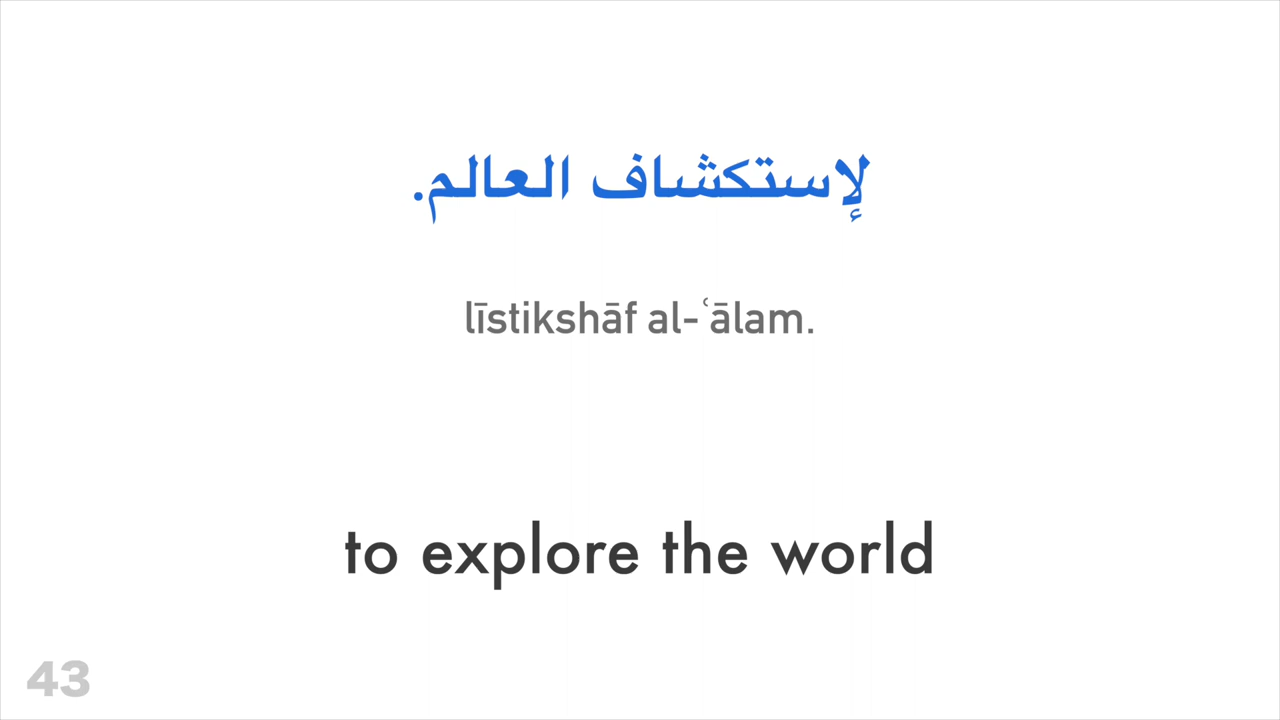 لإستكشاف العالم.
līstikshāf al-ʿālam.
to explore the world
43